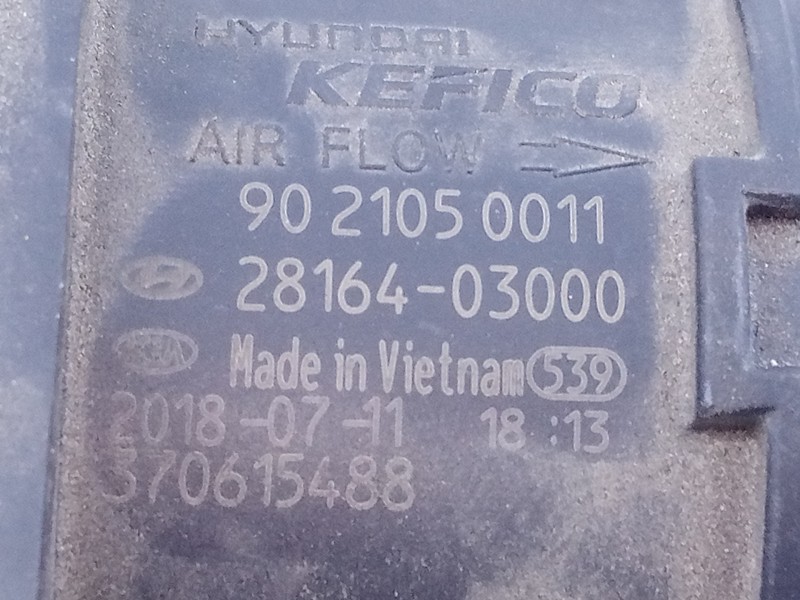 HYUNDAI
KEFICO
AIR FLOW
90 2105 0011
28164-03000
KIA
Made in Vietnam 539
2018-07-11 18:13
370615488